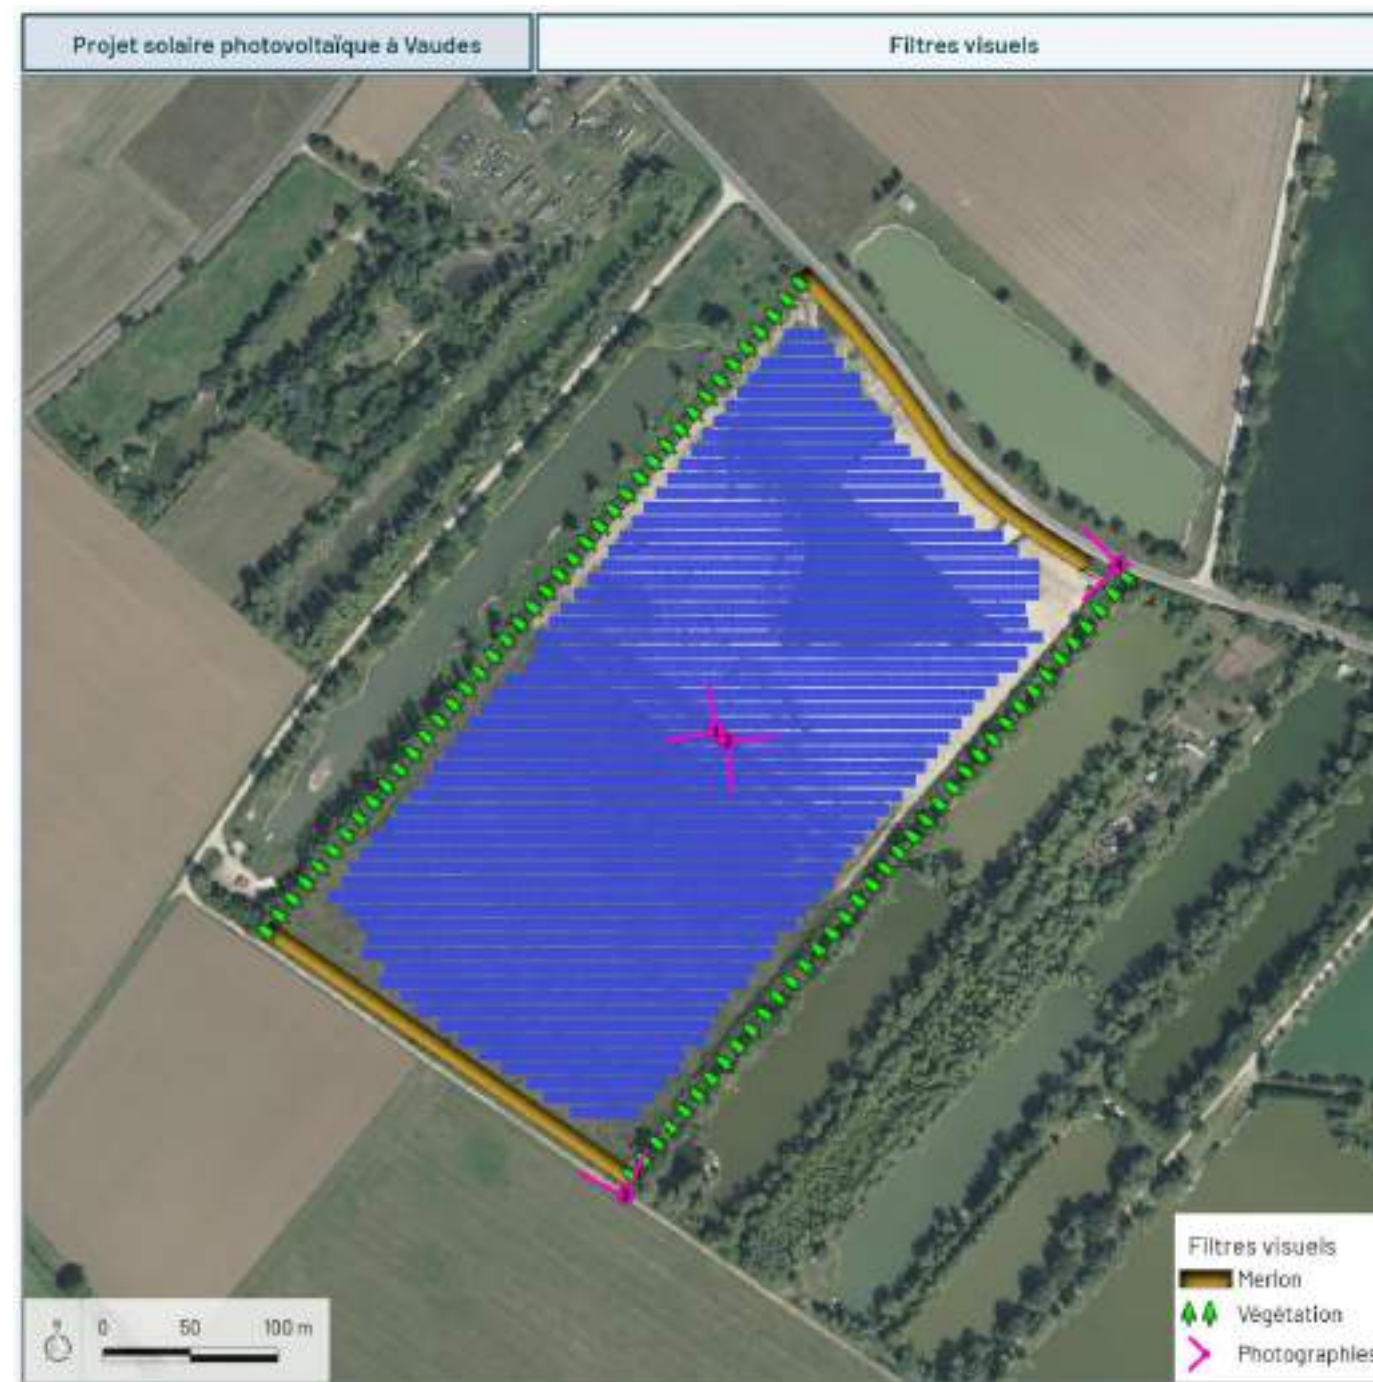 Projet solaire photovoltaïque à Vaudes
Filtres visuels
Filtres visuels
Merlon
Végétation
Photographies
0 50 100 m